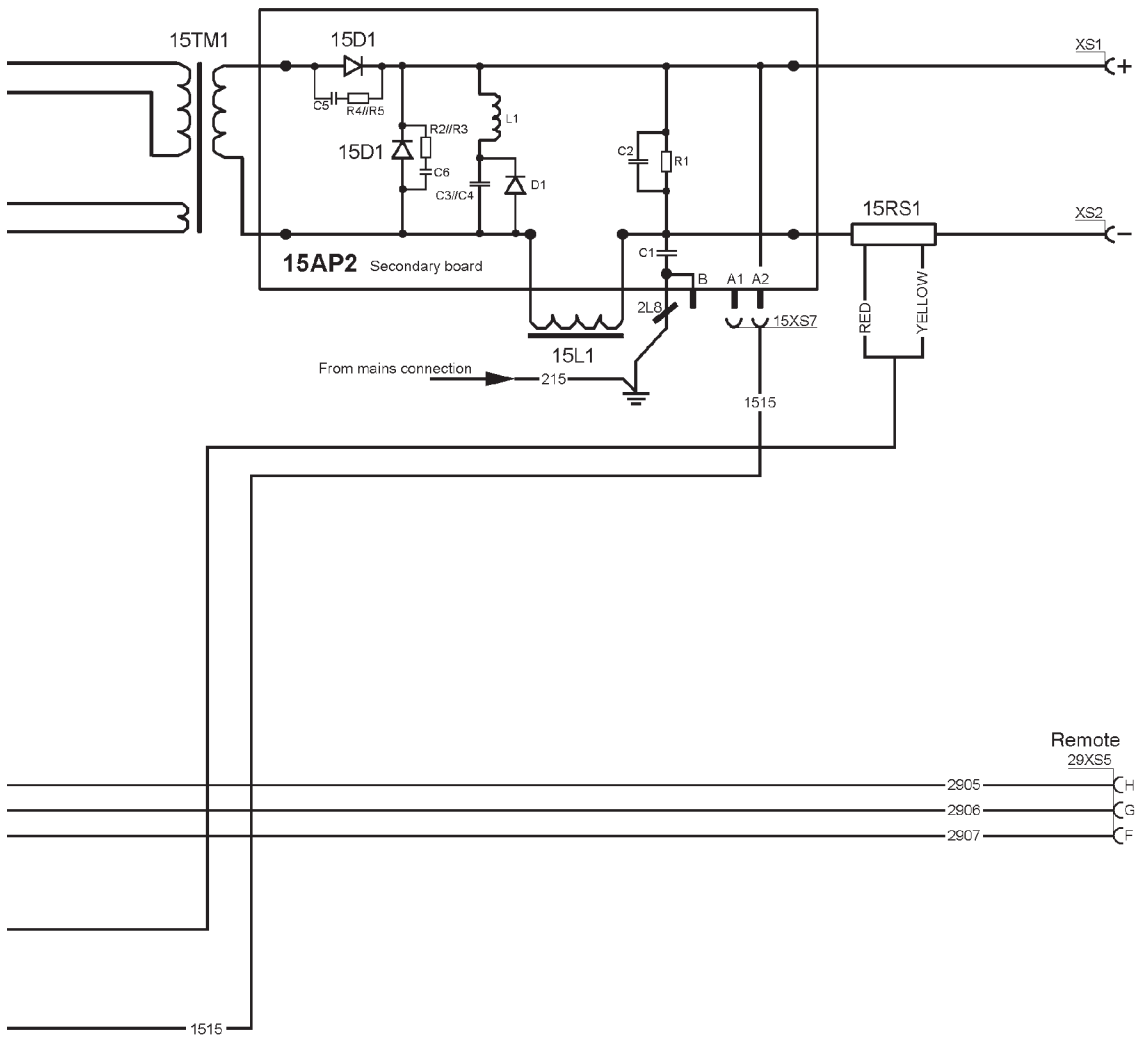 15TM1
15D1
XS1
+
C5
R4//R5
L1
R2//R3
15D1
C6
C3//C4
D1
C2
R1
15RS1
XS2
−
15AP2 Secondary board
C1
B
A1
A2
2L8
15XS7
RED
YELLOW
15L1
From mains connection
215
1515
Remote
29XS5
2905
H
2906
G
2907
F
1515